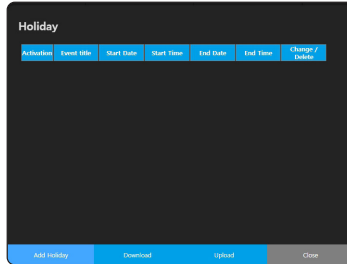 Holiday
Activation Event title Start Date Start Time End Date End Time Change / Delete
Add Holiday Download Upload Close